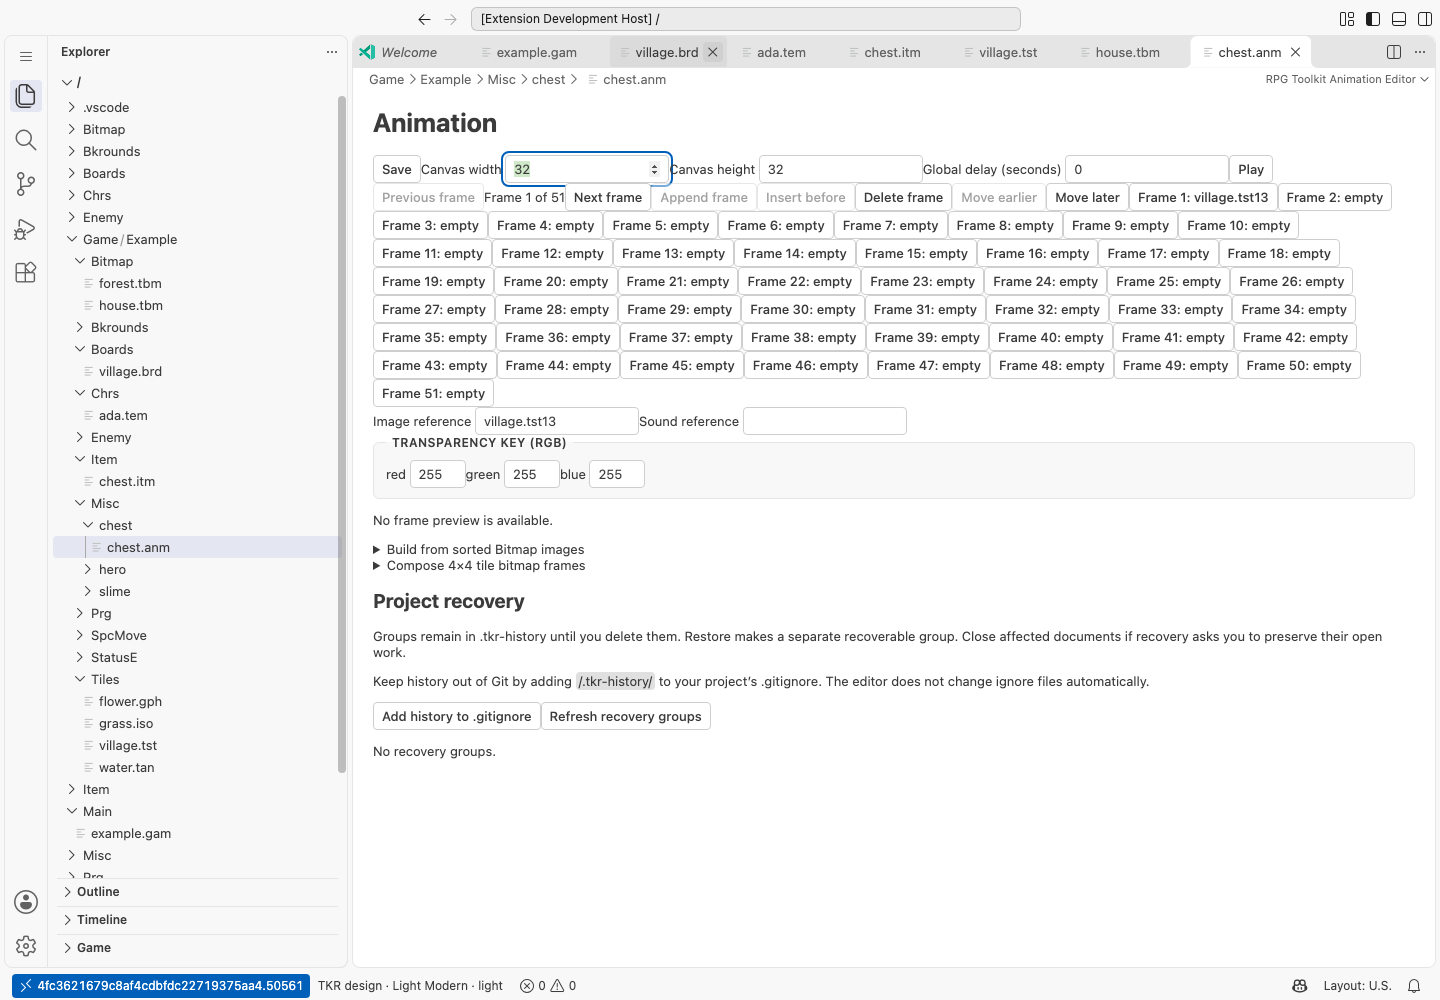 [Extension Development Host] /
Explorer
/
.vscode
Bitmap
Bkrounds
Boards
Chrs
Enemy
Game / Example
Bitmap
forest.tbm
house.tbm
Bkrounds
Boards
village.brd
Chrs
ada.tem
Enemy
Item
chest.itm
Misc
chest
chest.anm
hero
slime
Prg
SpcMove
StatusE
Tiles
flower.gph
grass.iso
village.tst
water.tan
Item
Main
example.gam
Misc
Prg
Outline
Timeline
Game
Welcome example.gam village.brd ada.tem chest.itm village.tst house.tbm chest.anm
Game Example Misc chest chest.anm RPG Toolkit Animation Editor
Animation
Save Canvas width 32 Canvas height 32 Global delay (seconds) 0 Play
Previous frame Frame 1 of 51 Next frame Append frame Insert before Delete frame Move earlier Move later Frame 1: village.tst13 Frame 2: empty
Frame 3: empty Frame 4: empty Frame 5: empty Frame 6: empty Frame 7: empty Frame 8: empty Frame 9: empty Frame 10: empty
Frame 11: empty Frame 12: empty Frame 13: empty Frame 14: empty Frame 15: empty Frame 16: empty Frame 17: empty Frame 18: empty
Frame 19: empty Frame 20: empty Frame 21: empty Frame 22: empty Frame 23: empty Frame 24: empty Frame 25: empty Frame 26: empty
Frame 27: empty Frame 28: empty Frame 29: empty Frame 30: empty Frame 31: empty Frame 32: empty Frame 33: empty Frame 34: empty
Frame 35: empty Frame 36: empty Frame 37: empty Frame 38: empty Frame 39: empty Frame 40: empty Frame 41: empty Frame 42: empty
Frame 43: empty Frame 44: empty Frame 45: empty Frame 46: empty Frame 47: empty Frame 48: empty Frame 49: empty Frame 50: empty
Frame 51: empty
Image reference village.tst13 Sound reference
TRANSPARENCY KEY (RGB)
red 255 green 255 blue 255
No frame preview is available.
Build from sorted Bitmap images
Compose 4×4 tile bitmap frames
Project recovery
Groups remain in .tkr-history until you delete them. Restore makes a separate recoverable group. Close affected documents if recovery asks you to preserve their open
work.
Keep history out of Git by adding /.tkr-history/ to your project's .gitignore. The editor does not change ignore files automatically.
Add history to .gitignore Refresh recovery groups
No recovery groups.
4fc3621679c8af4cdbfdc22719375aa4.50561 TKR design · Light Modern · light 0 0 Layout: U.S.